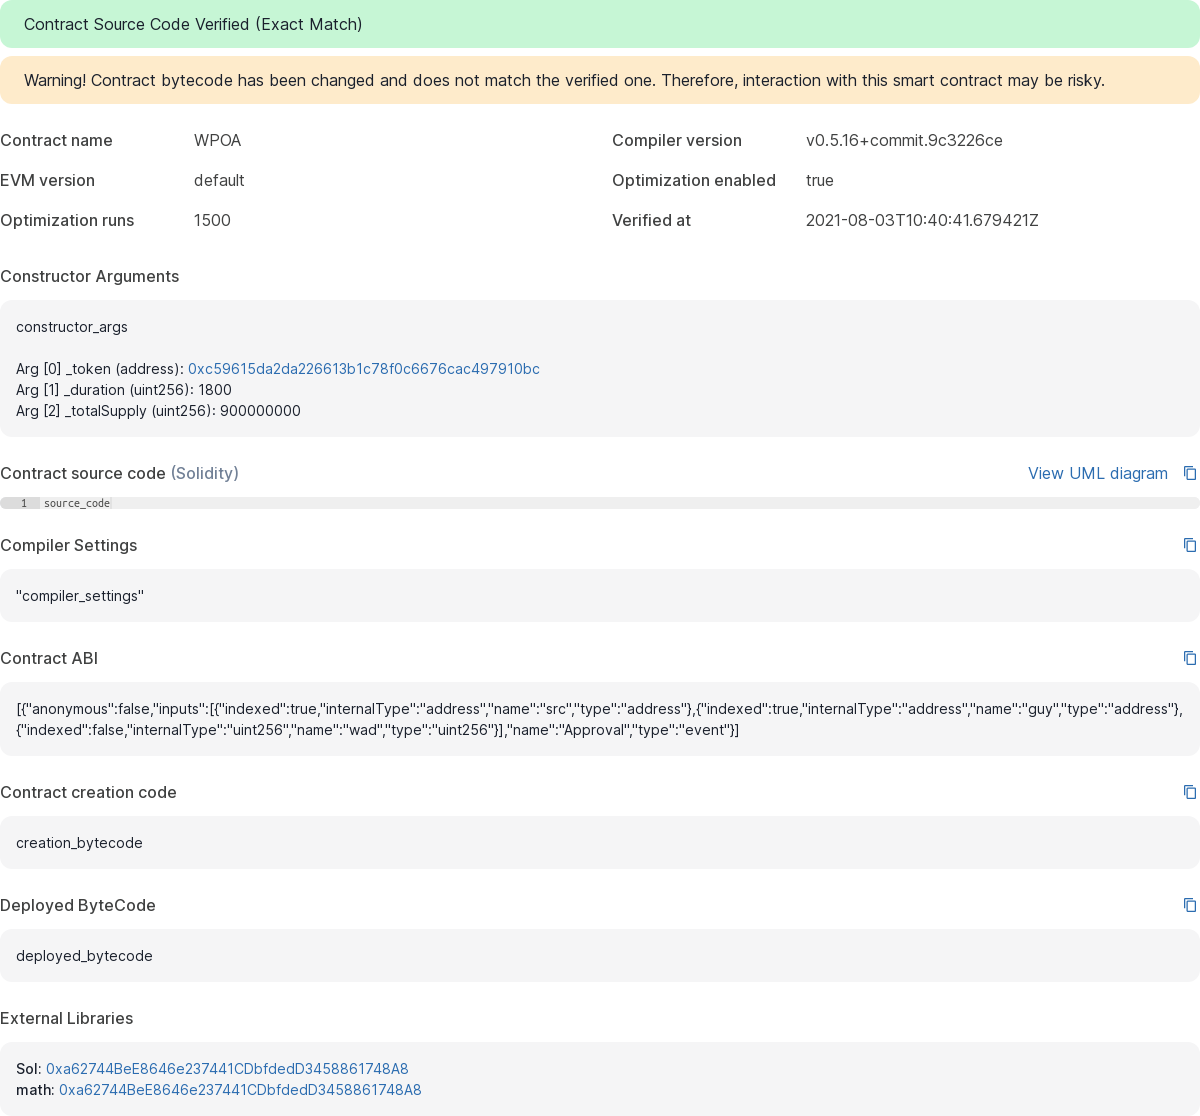 Contract Source Code Verified (Exact Match)
Warning! Contract bytecode has been changed and does not match the verified one. Therefore, interaction with this smart contract may be risky.
Contract name WPOA Compiler version v0.5.16+commit.9c3226ce
EVM version default Optimization enabled true
Optimization runs 1500 Verified at 2021-08-03T10:40:41.679421Z
Constructor Arguments
constructor_args
Arg [0] _token (address): 0xc59615da2da226613b1c78f0c6676cac497910bc
Arg [1] _duration (uint256): 1800
Arg [2] _totalSupply (uint256): 900000000
Contract source code (Solidity) View UML diagram
1 source_code
Compiler Settings
"compiler_settings"
Contract ABI
[{"anonymous":false,"inputs":[{"indexed":true,"internalType":"address","name":"src","type":"address"},{"indexed":true,"internalType":"address","name":"guy","type":"address"},
{"indexed":false,"internalType":"uint256","name":"wad","type":"uint256"}],"name":"Approval","type":"event"}]
Contract creation code
creation_bytecode
Deployed ByteCode
deployed_bytecode
External Libraries
Sol: 0xa62744BeE8646e237441CDbfdedD3458861748A8
math: 0xa62744BeE8646e237441CDbfdedD3458861748A8